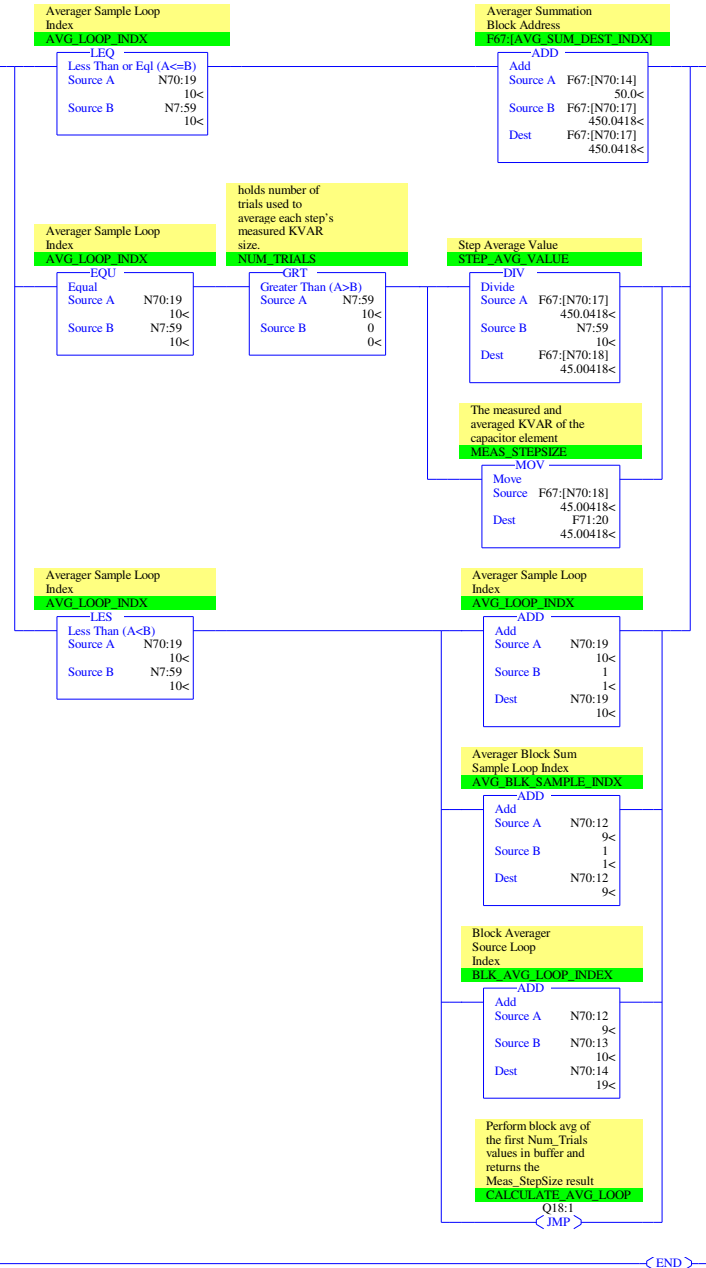 Averager Sample Loop
Index
AVG_LOOP_INDX
LEQ
Less Than or Eql (A<=B)
Source A N70:19
10<
Source B N7:59
10<
Averager Summation
Block Address
F67:[AVG_SUM_DEST_INDX]
ADD
Add
Source A F67:[N70:14]
50.0<
Source B F67:[N70:17]
450.0418<
Dest F67:[N70:17]
450.0418<
Averager Sample Loop
Index
AVG_LOOP_INDX
EQU
Equal
Source A N70:19
10<
Source B N7:59
10<
holds number of
trials used to
average each step's
measured KVAR
size.
NUM_TRIALS
GRT
Greater Than (A>B)
Source A N7:59
10<
Source B 0
0<
Step Average Value
STEP_AVG_VALUE
DIV
Divide
Source A F67:[N70:17]
450.0418<
Source B N7:59
10<
Dest F67:[N70:18]
45.00418<
The measured and
averaged KVAR of the
capacitor element
MEAS_STEPSIZE
MOV
Move
Source F67:[N70:18]
45.00418<
Dest F71:20
45.00418<
Averager Sample Loop
Index
AVG_LOOP_INDX
LES
Less Than (A<B)
Source A N70:19
10<
Source B N7:59
10<
Averager Sample Loop
Index
AVG_LOOP_INDX
ADD
Add
Source A N70:19
10<
Source B 1
1<
Dest N70:19
10<
Averager Block Sum
Sample Loop Index
AVG_BLK_SAMPLE_INDX
ADD
Add
Source A N70:12
9<
Source B 1
1<
Dest N70:12
9<
Block Averager
Source Loop
Index
BLK_AVG_LOOP_INDEX
ADD
Add
Source A N70:12
9<
Source B N70:13
10<
Dest N70:14
19<
Perform block avg of
the first Num_Trials
values in buffer and
returns the
Meas_StepSize result
CALCULATE_AVG_LOOP
Q18:1
JMP
END